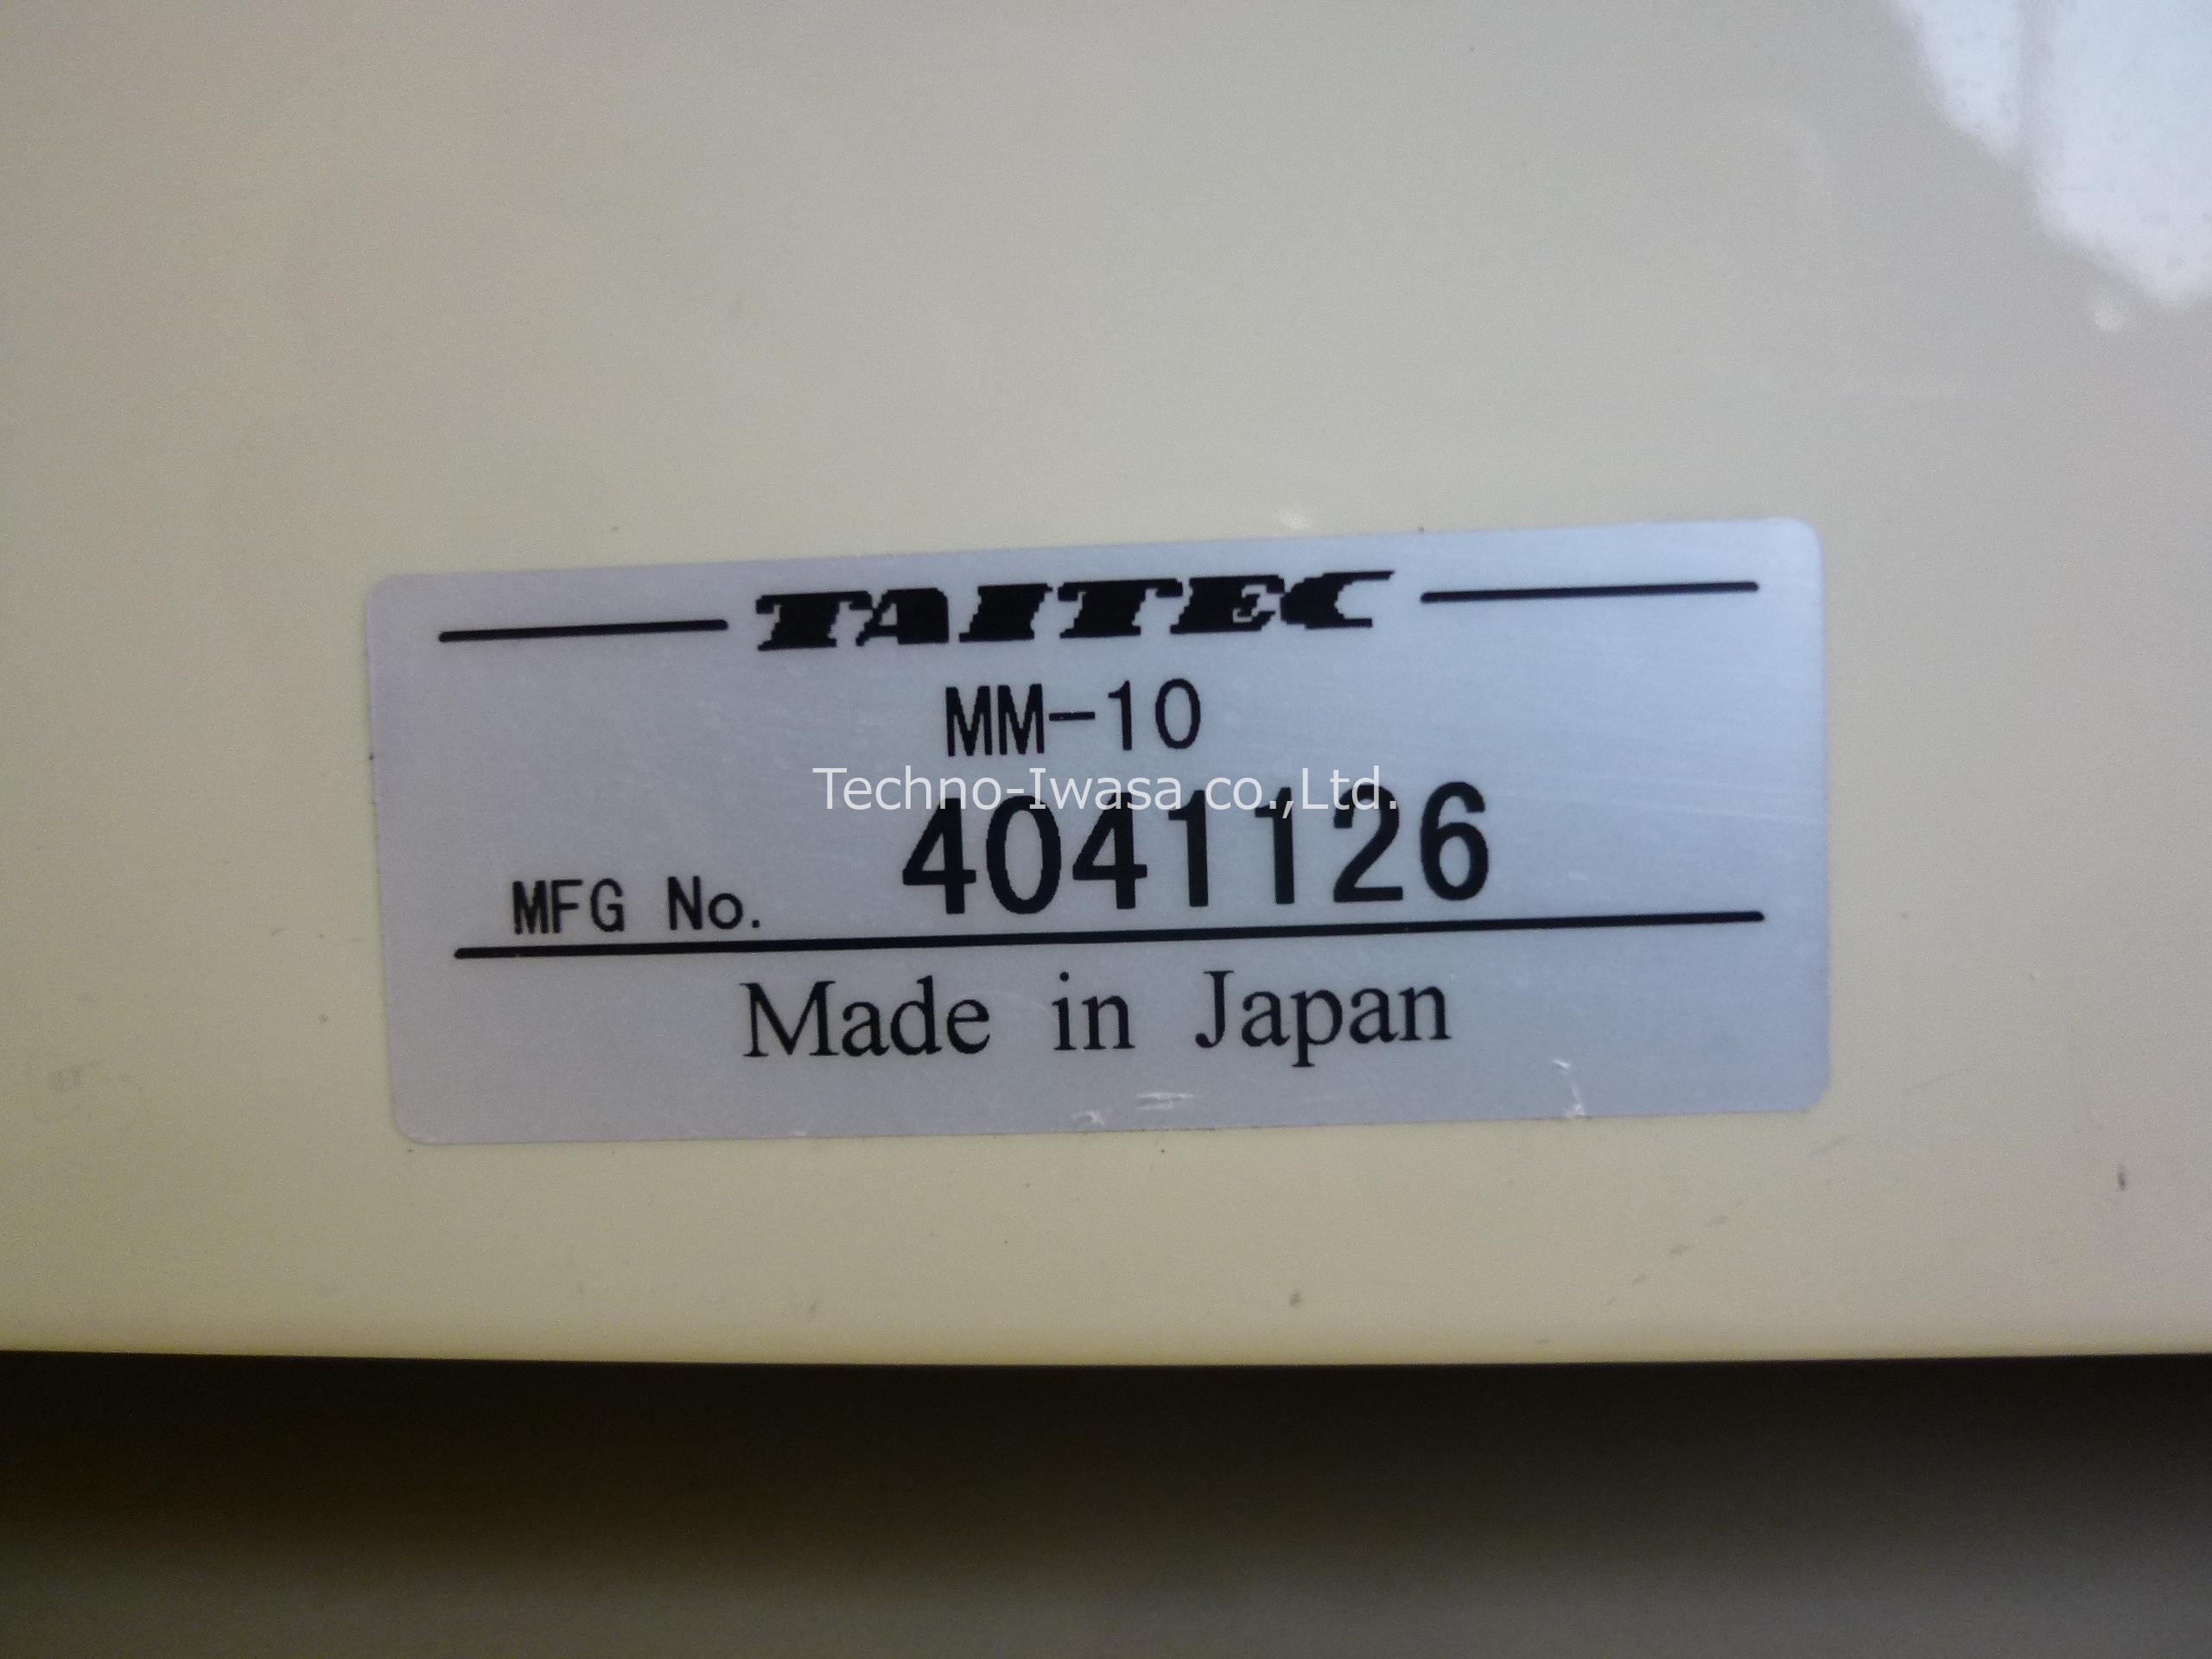 TAITEC
MM-10
Techno-Iwasa co.,Ltd.
MFG No. 4041126
Made in Japan